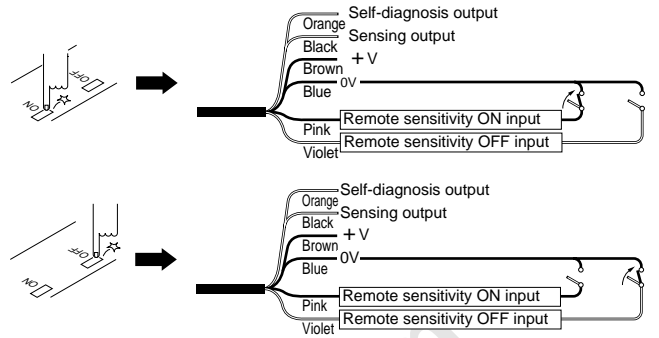 Self-diagnosis output
Orange
Sensing output
Black
+V
Brown
0V
Blue
Remote sensitivity ON input
Pink
Remote sensitivity OFF input
Violet
OFF
ON
Self-diagnosis output
Orange
Sensing output
Black
+V
Brown
0V
Blue
Remote sensitivity ON input
Pink
Remote sensitivity OFF input
Violet
OFF
ON